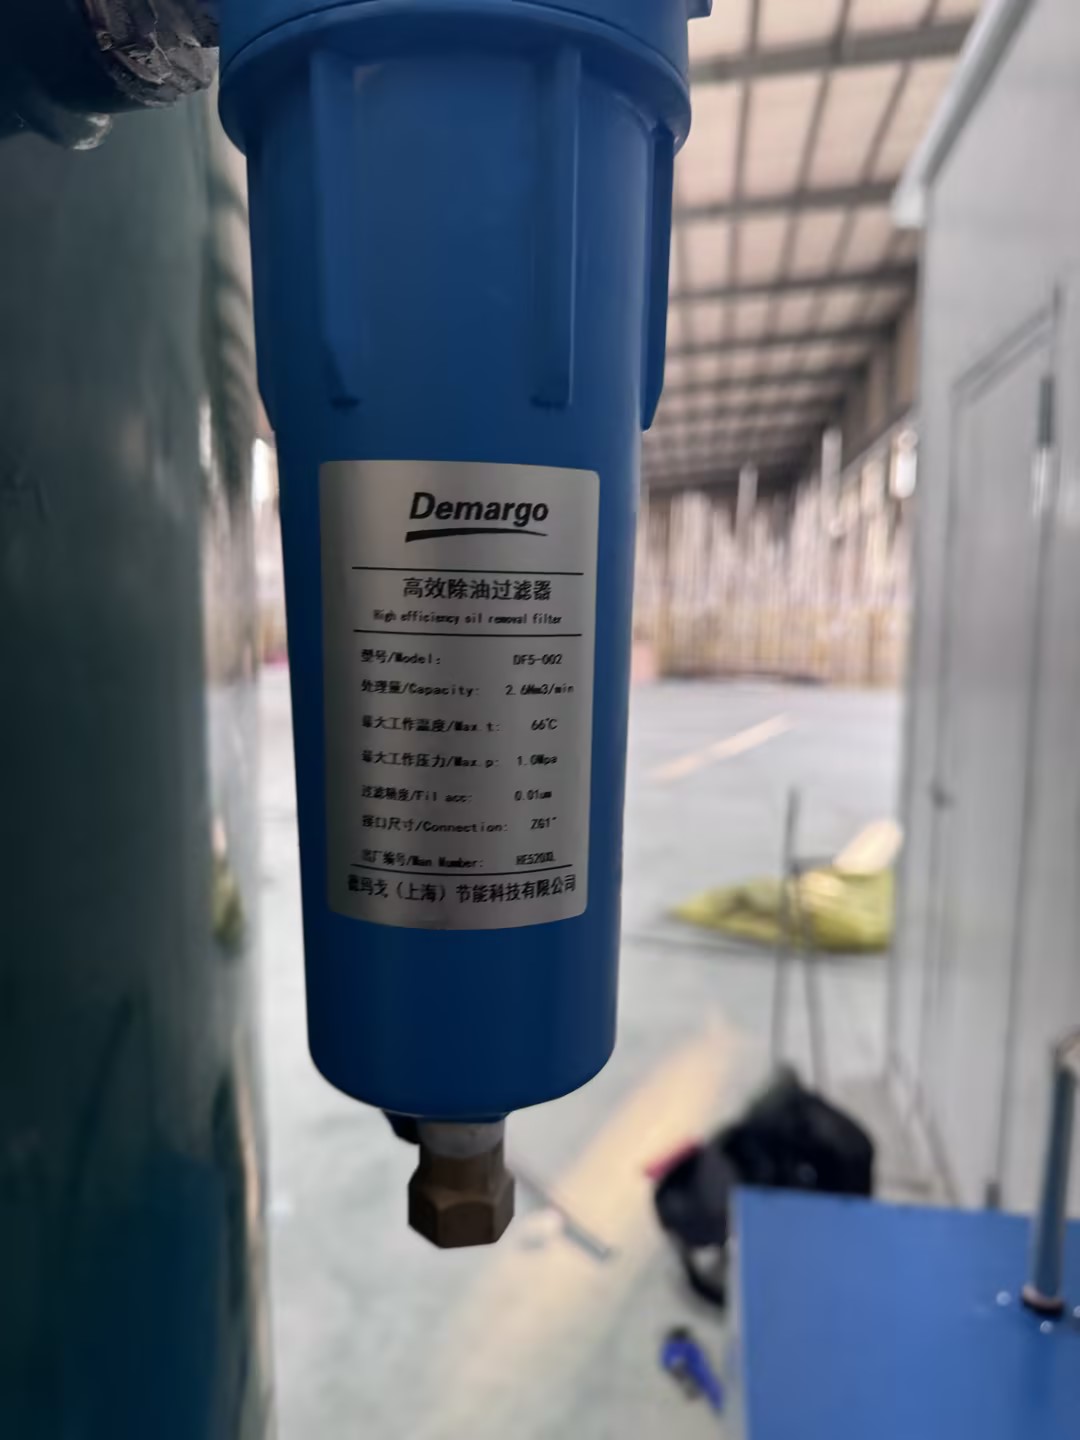 Demargo
高效除油过滤器
High efficiency oil removal filter
型号/Model: DF5-002
处理量/Capacity: 2.6Nm3/min
最大工作温度/Max.t: 66℃
最大工作压力/Max.p: 1.0Mpa
过滤精度/Fil acc: 0.01um
接口尺寸/Connection: ZG1"
出厂编号/Man Number:
德玛戈（上海）节能科技有限公司